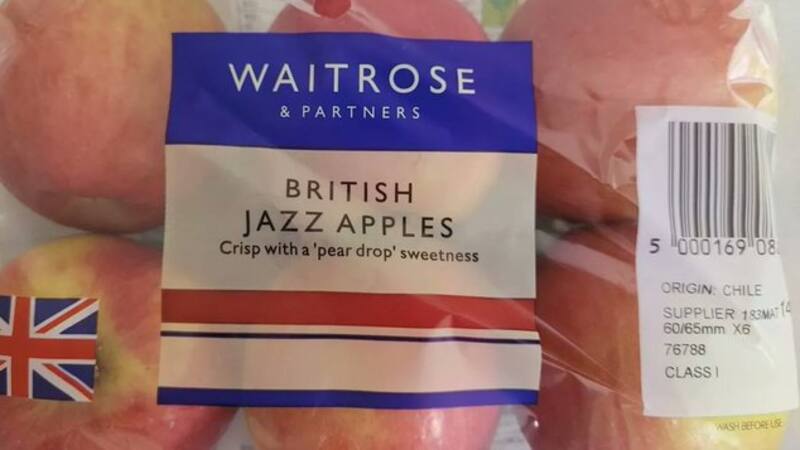 WAITROSE
& PARTNERS
BRITISH
JAZZ APPLES
Crisp with a 'pear drop' sweetness
5 000169 08
ORIGIN: CHILE
SUPPLIER 183MAT14
60/65mm X6
76788
CLASS I
WASH BEFORE USE